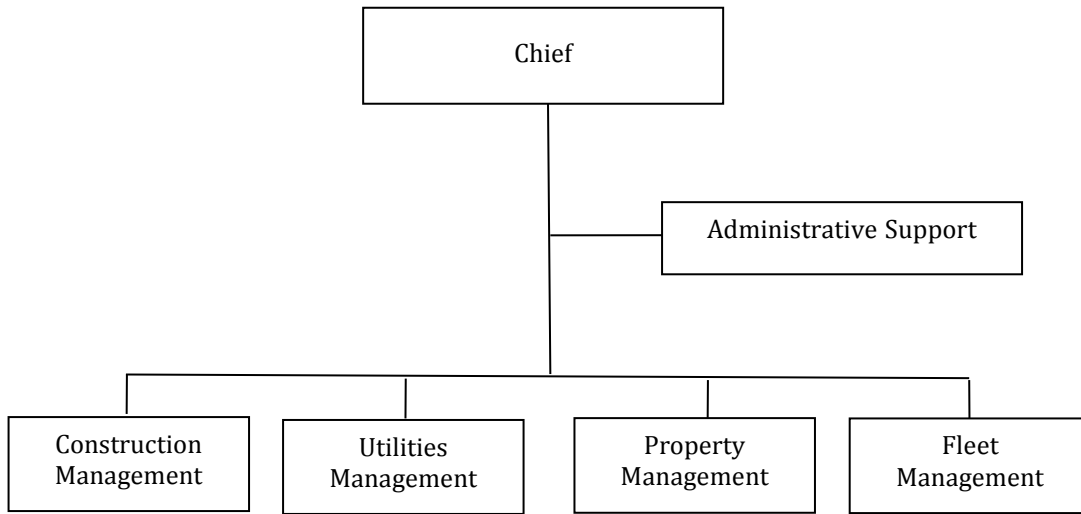 Chief
Administrative Support
Construction
Management
Utilities
Management
Property
Management
Fleet
Management